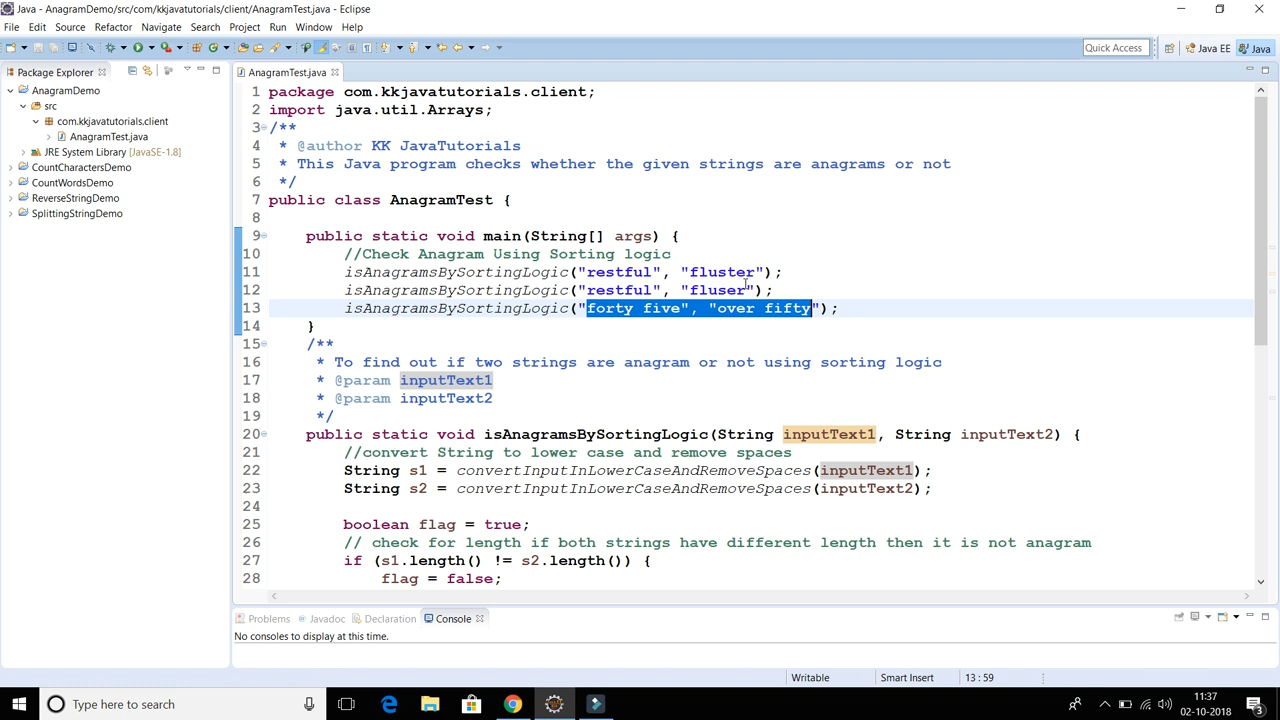 Java - AnagramDemo/src/com/kkjavatutorials/client/AnagramTest.java - Eclipse
File Edit Source Refactor Navigate Search Project Run Window Help
Quick Access Java EE Java
Package Explorer
AnagramDemo
src
com.kkjavatutorials.client
AnagramTest.java
JRE System Library [JavaSE-1.8]
CountCharactersDemo
CountWordsDemo
ReverseStringDemo
SplittingStringDemo
AnagramTest.java
1 package com.kkjavatutorials.client;
2 import java.util.Arrays;
3 /**
4 * @author KK JavaTutorials
5 * This Java program checks whether the given strings are anagrams or not
6 */
7 public class AnagramTest {
8
9 public static void main(String[] args) {
10 //Check Anagram Using Sorting logic
11 isAnagramsBySortingLogic("restful", "fluster");
12 isAnagramsBySortingLogic("restful", "fluser");
13 isAnagramsBySortingLogic("forty five", "over fifty");
14 }
15 /**
16 * To find out if two strings are anagram or not using sorting logic
17 * @param inputText1
18 * @param inputText2
19 */
20 public static void isAnagramsBySortingLogic(String inputText1, String inputText2) {
21 //convert String to lower case and remove spaces
22 String s1 = convertInputInLowerCaseAndRemoveSpaces(inputText1);
23 String s2 = convertInputInLowerCaseAndRemoveSpaces(inputText2);
24
25 boolean flag = true;
26 // check for length if both strings have different length then it is not anagram
27 if (s1.length() != s2.length()) {
28 flag = false;
Problems Javadoc Declaration Console
No consoles to display at this time.
Writable Smart Insert 13 : 59
Type here to search
11:37
02-10-2018
3